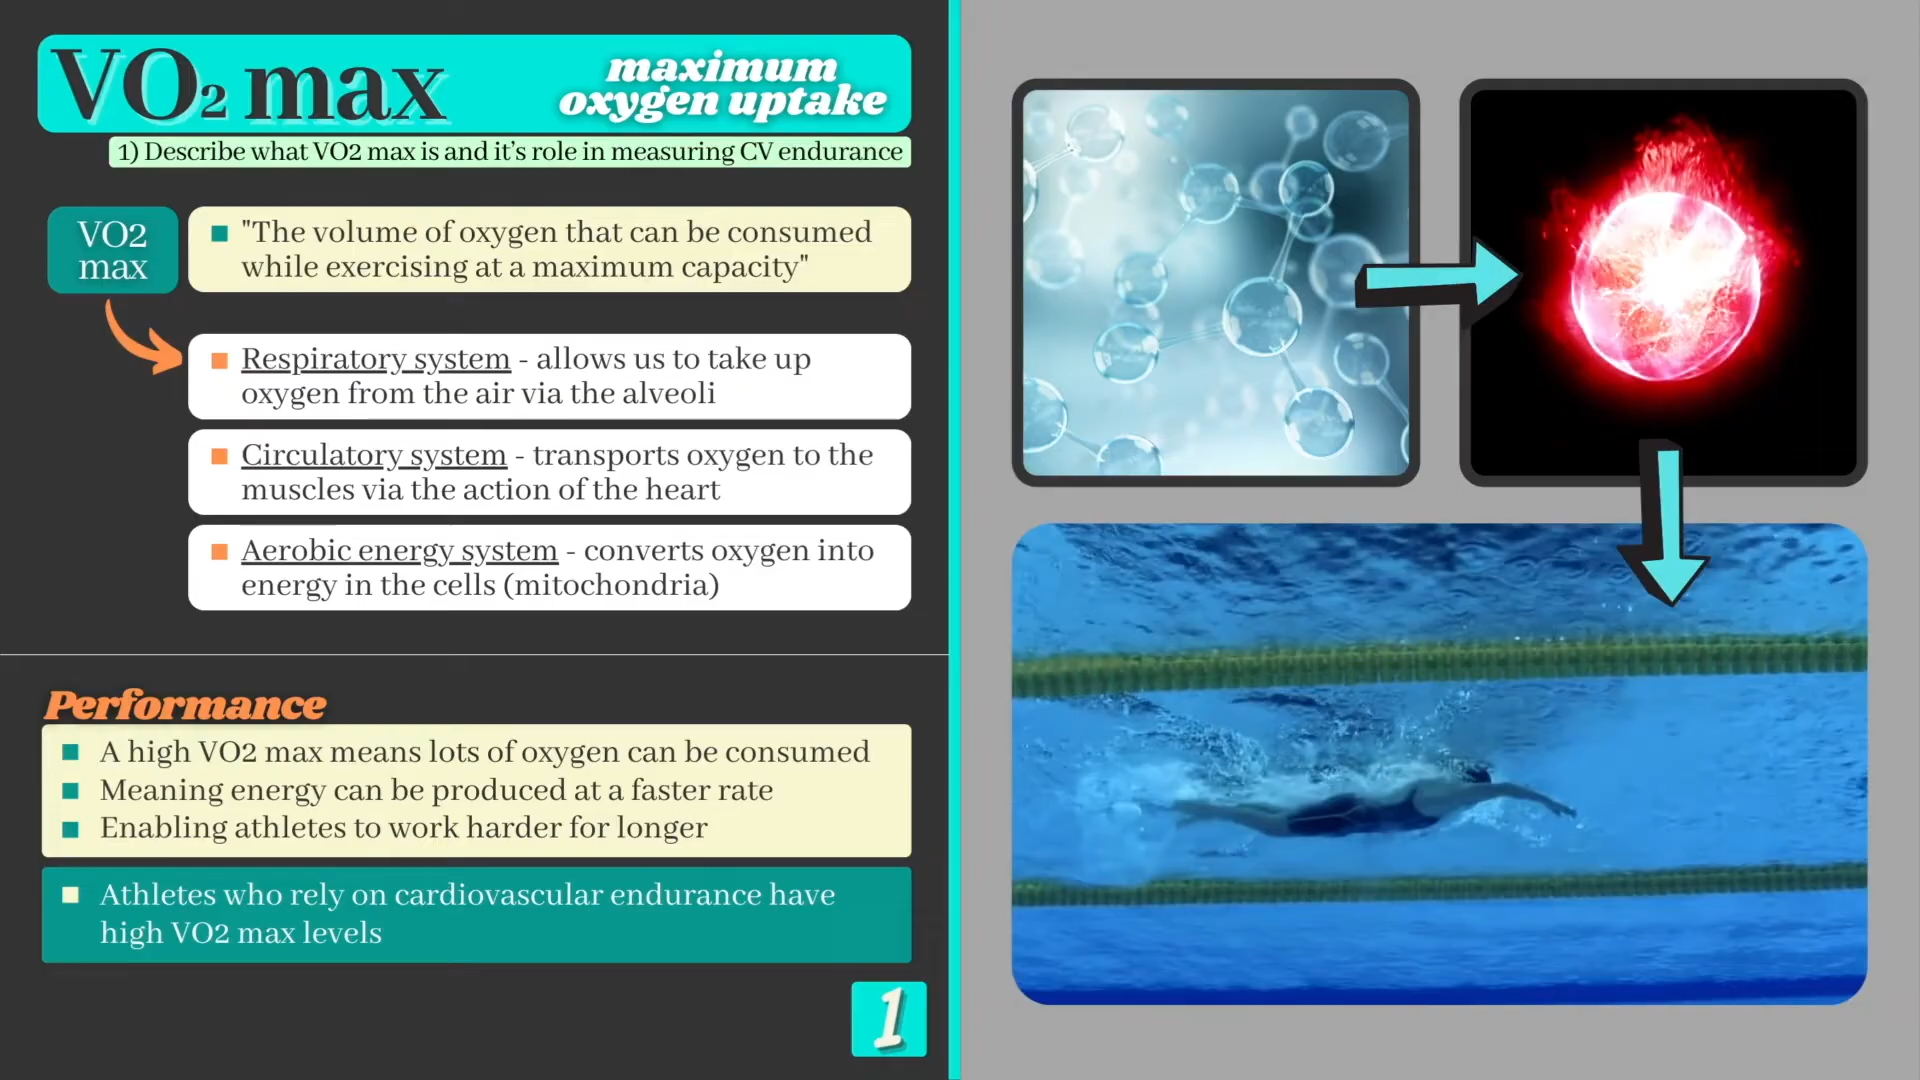 VO₂ max
maximum
oxygen uptake
1) Describe what VO2 max is and it's role in measuring CV endurance
VO2
max
"The volume of oxygen that can be consumed
while exercising at a maximum capacity"
Respiratory system - allows us to take up
oxygen from the air via the alveoli
Circulatory system - transports oxygen to the
muscles via the action of the heart
Aerobic energy system - converts oxygen into
energy in the cells (mitochondria)
Performance
A high VO2 max means lots of oxygen can be consumed
Meaning energy can be produced at a faster rate
Enabling athletes to work harder for longer
Athletes who rely on cardiovascular endurance have
high VO2 max levels
1